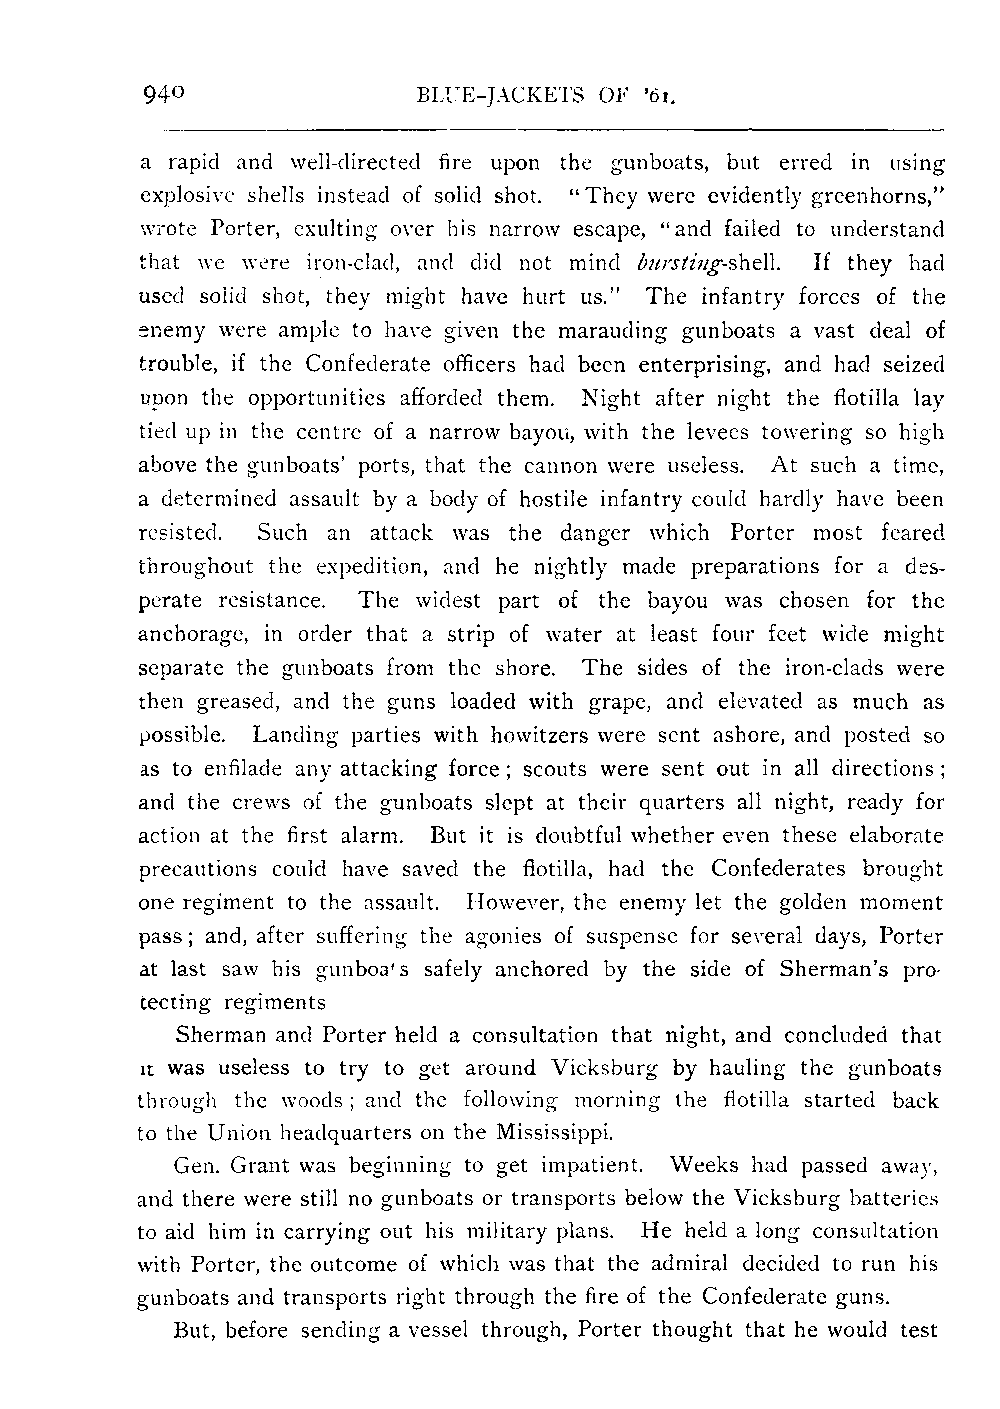 940 BLUE-JACKETS OF '61.
a rapid and well-directed fire upon the gunboats, but erred in using
explosive shells instead of solid shot. "They were evidently greenhorns,"
wrote Porter, exulting over his narrow escape, "and failed to understand
that we were iron-clad, and did not mind bursting-shell. If they had
used solid shot, they might have hurt us." The infantry forces of the
enemy were ample to have given the marauding gunboats a vast deal of
trouble, if the Confederate officers had been enterprising, and had seized
upon the opportunities afforded them. Night after night the flotilla lay
tied up in the centre of a narrow bayou, with the levees towering so high
above the gunboats' ports, that the cannon were useless. At such a time,
a determined assault by a body of hostile infantry could hardly have been
resisted. Such an attack was the danger which Porter most feared
throughout the expedition, and he nightly made preparations for a des-
perate resistance. The widest part of the bayou was chosen for the
anchorage, in order that a strip of water at least four feet wide might
separate the gunboats from the shore. The sides of the iron-clads were
then greased, and the guns loaded with grape, and elevated as much as
possible. Landing parties with howitzers were sent ashore, and posted so
as to enfilade any attacking force; scouts were sent out in all directions;
and the crews of the gunboats slept at their quarters all night, ready for
action at the first alarm. But it is doubtful whether even these elaborate
precautions could have saved the flotilla, had the Confederates brought
one regiment to the assault. However, the enemy let the golden moment
pass; and, after suffering the agonies of suspense for several days, Porter
at last saw his gunboats safely anchored by the side of Sherman's pro-
tecting regiments
Sherman and Porter held a consultation that night, and concluded that
it was useless to try to get around Vicksburg by hauling the gunboats
through the woods; and the following morning the flotilla started back
to the Union headquarters on the Mississippi.
Gen. Grant was beginning to get impatient. Weeks had passed away,
and there were still no gunboats or transports below the Vicksburg batteries
to aid him in carrying out his military plans. He held a long consultation
with Porter, the outcome of which was that the admiral decided to run his
gunboats and transports right through the fire of the Confederate guns.
But, before sending a vessel through, Porter thought that he would test